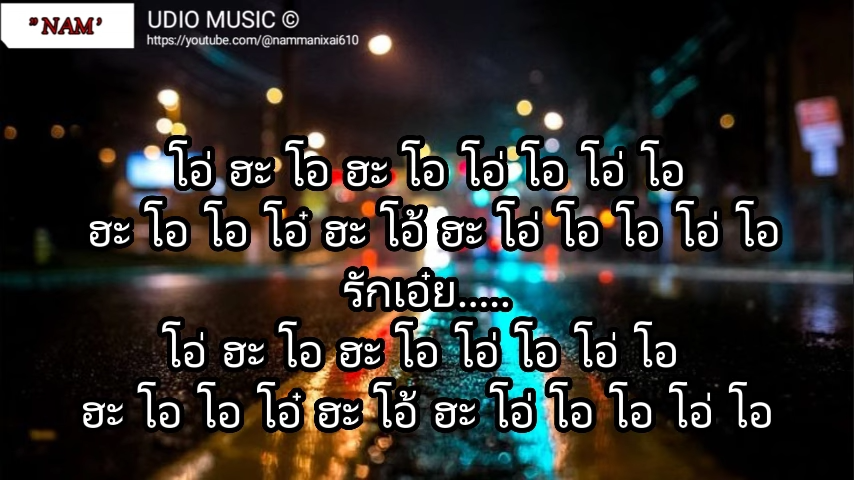 "NAM'
UDIO MUSIC ©
https://youtube.com/@nammanixai610
โอ่ ฮะ โอ ฮะ โอ โอ่ โอ โอ่ โอ
ฮะ โอ โอ โอ๋ ฮะ โอ้ ฮะ โอ่ โอ โอ โอ่ โอ
รักเอ๋ย.....
โอ่ ฮะ โอ ฮะ โอ โอ่ โอ โอ่ โอ
ฮะ โอ โอ โอ๋ ฮะ โอ้ ฮะ โอ่ โอ โอ โอ่ โอ